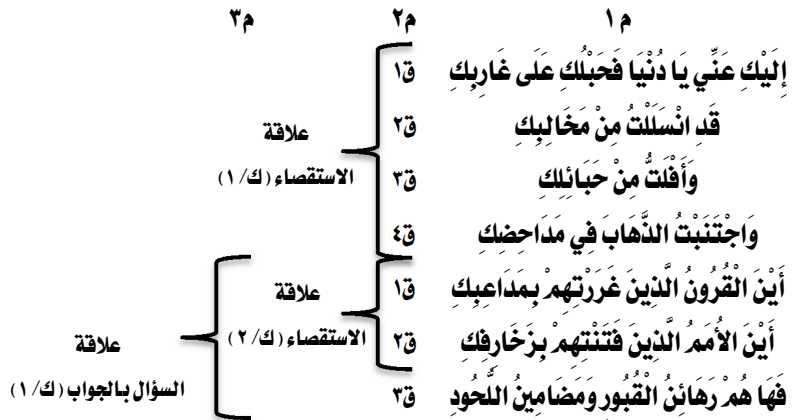 م١ م٢ م٣
إِلَيْكِ عَنِّي يَا دُنْيَا فَحَبْلُكِ عَلَى غَارِبِكِ ق١
قَدِ انْسَلَلْتُ مِنْ مَخَالِبِكِ ق٢
علاقة
وَأَفْلَتُّ مِنْ حَبَائِلِكِ ق٣
الاستقصاء (ك/١)
وَاجْتَنَبْتُ الذَّهَابَ فِي مَدَاحِضِكِ ق٤
أَيْنَ الْقُرُونُ الَّذِينَ غَرَرْتِهِمْ بِمَدَاعِبِكِ ق١
علاقة
أَيْنَ الأُمَمُ الَّذِينَ فَتَنْتِهِمْ بِزَخَارِفِكِ ق٢
الاستقصاء (ك/٢)
علاقة
السؤال بالجواب (ك/١)
فَهَا هُمْ رَهَائِنُ الْقُبُورِ وَمَضَامِينُ اللُّحُودِ ق٣